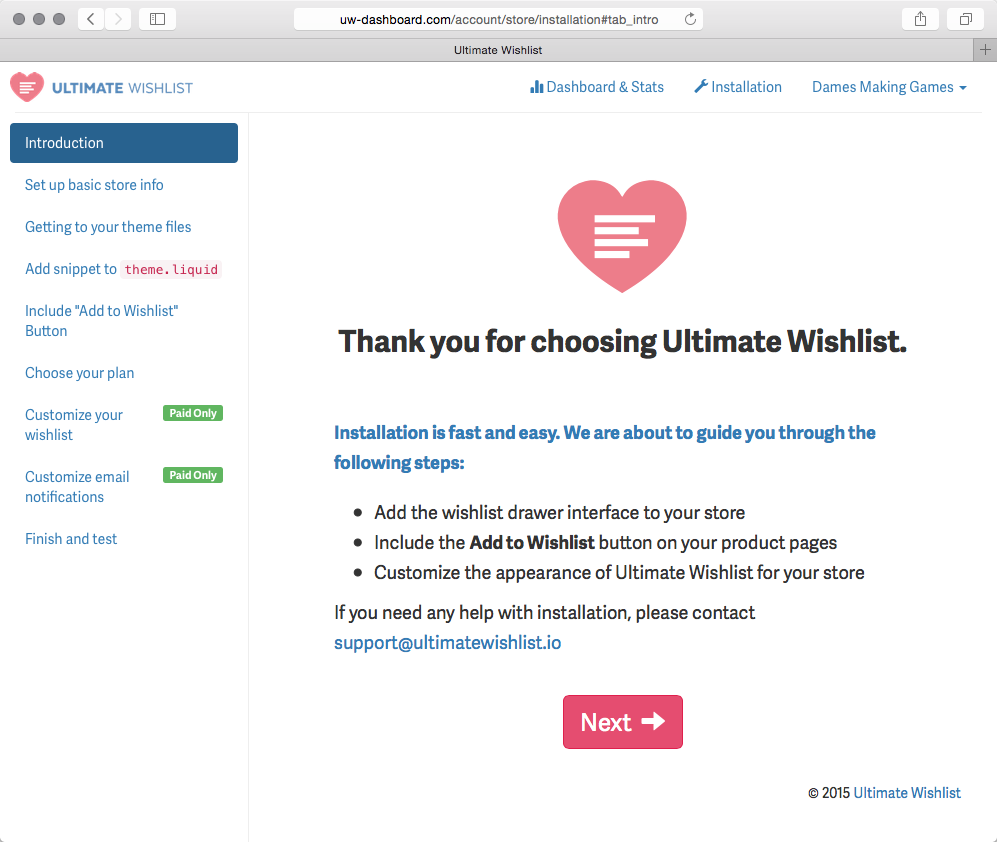 uw-dashboard.com/account/store/installation#tab_intro
Ultimate Wishlist
ULTIMATE WISHLIST
Dashboard & Stats
Installation
Dames Making Games
Introduction
Set up basic store info
Getting to your theme files
Add snippet to theme.liquid
Include "Add to Wishlist"
Button
Choose your plan
Customize your
wishlist
Paid Only
Customize email
notifications
Paid Only
Finish and test
Thank you for choosing Ultimate Wishlist.
Installation is fast and easy. We are about to guide you through the
following steps:
Add the wishlist drawer interface to your store
Include the Add to Wishlist button on your product pages
Customize the appearance of Ultimate Wishlist for your store
If you need any help with installation, please contact
support@ultimatewishlist.io
Next
© 2015 Ultimate Wishlist